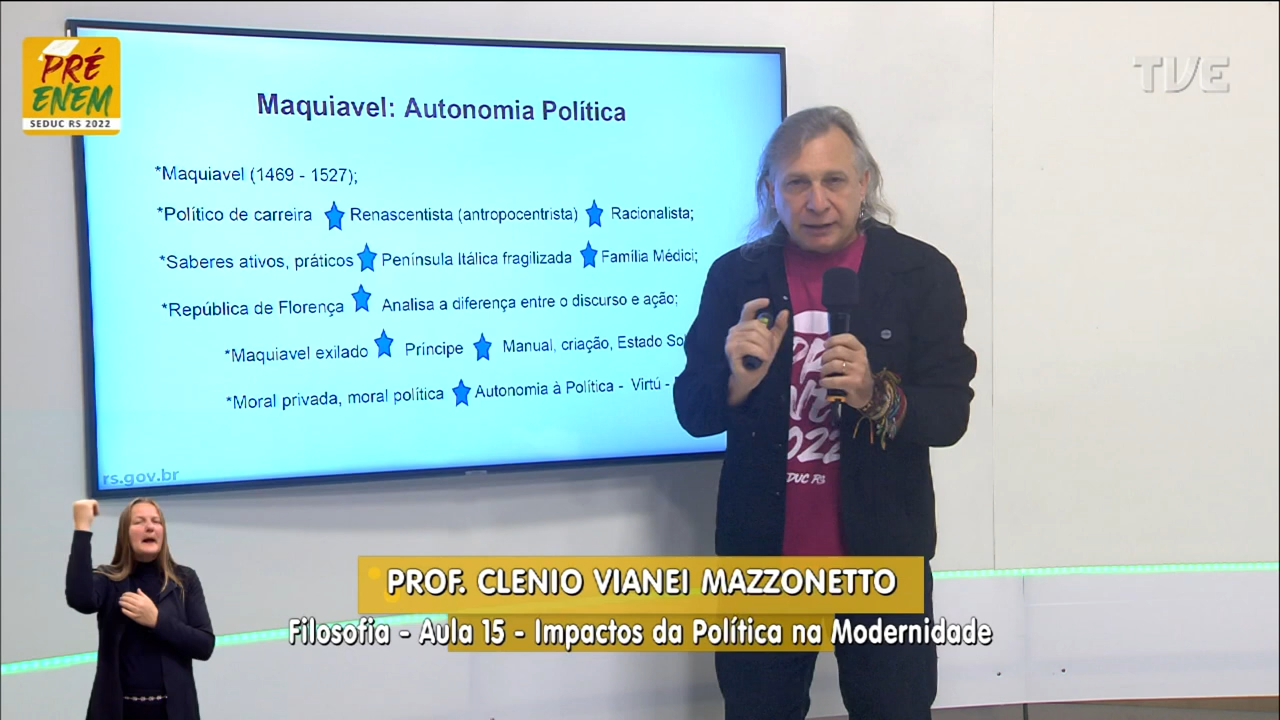 PRÉ
ENEM
SEDUC RS 2022
TVE
Maquiavel: Autonomia Política
*Maquiavel (1469 - 1527);
*Político de carreira Renascentista (antropocentrista) Racionalista;
*Saberes ativos, práticos Península Itálica fragilizada Família Médici;
*República de Florença Analisa a diferença entre o discurso e ação;
*Maquiavel exilado Principe Manual, criação, Estado
*Moral privada, moral política Autonomia à Política - Virtú -
rs.gov.br
2022
SEDUC RS
PROF. CLENIO VIANEI MAZZONETTO
Filosofia - Aula 15 - Impactos da Política na Modernidade